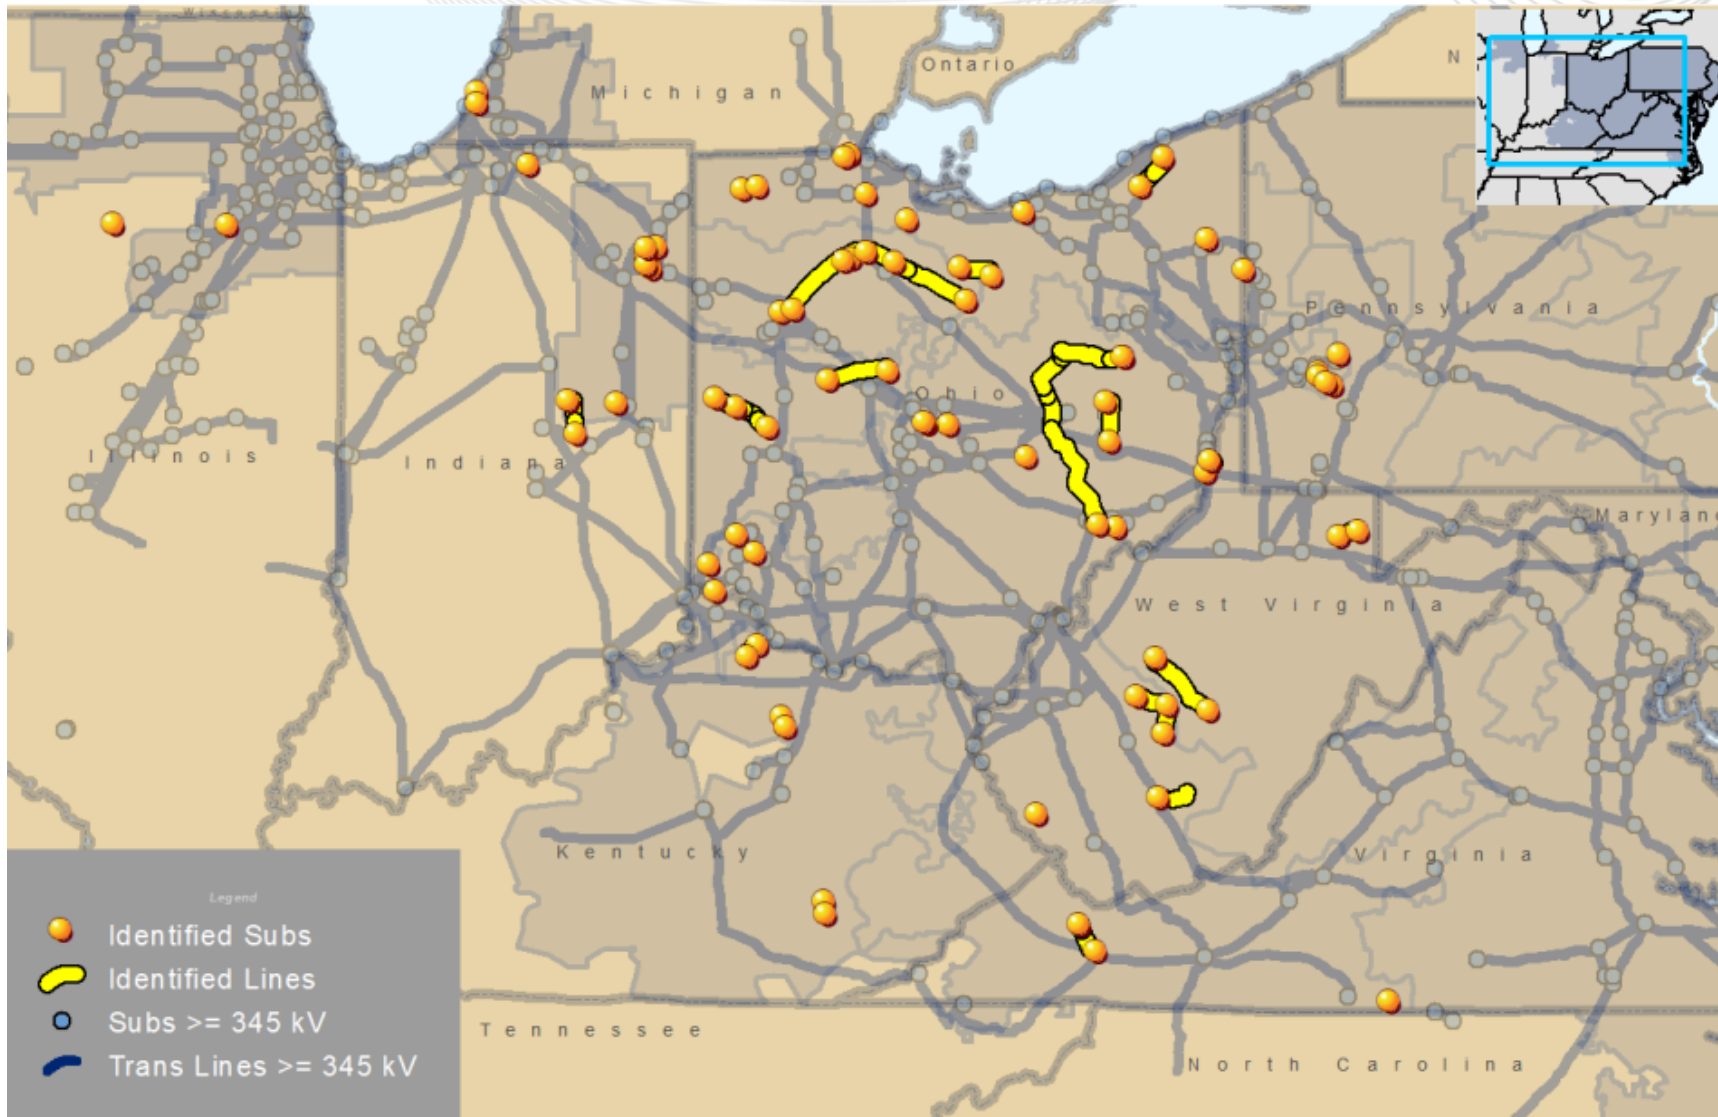 Wisconsin
Ontario
N
Michigan
Pennsylvania
Ohio
Illinois
Indiana
Maryland
West Virginia
Kentucky
Virginia
Legend
Identified Subs
Identified Lines
Subs >= 345 kV
Trans Lines >= 345 kV
Tennessee
North Carolina